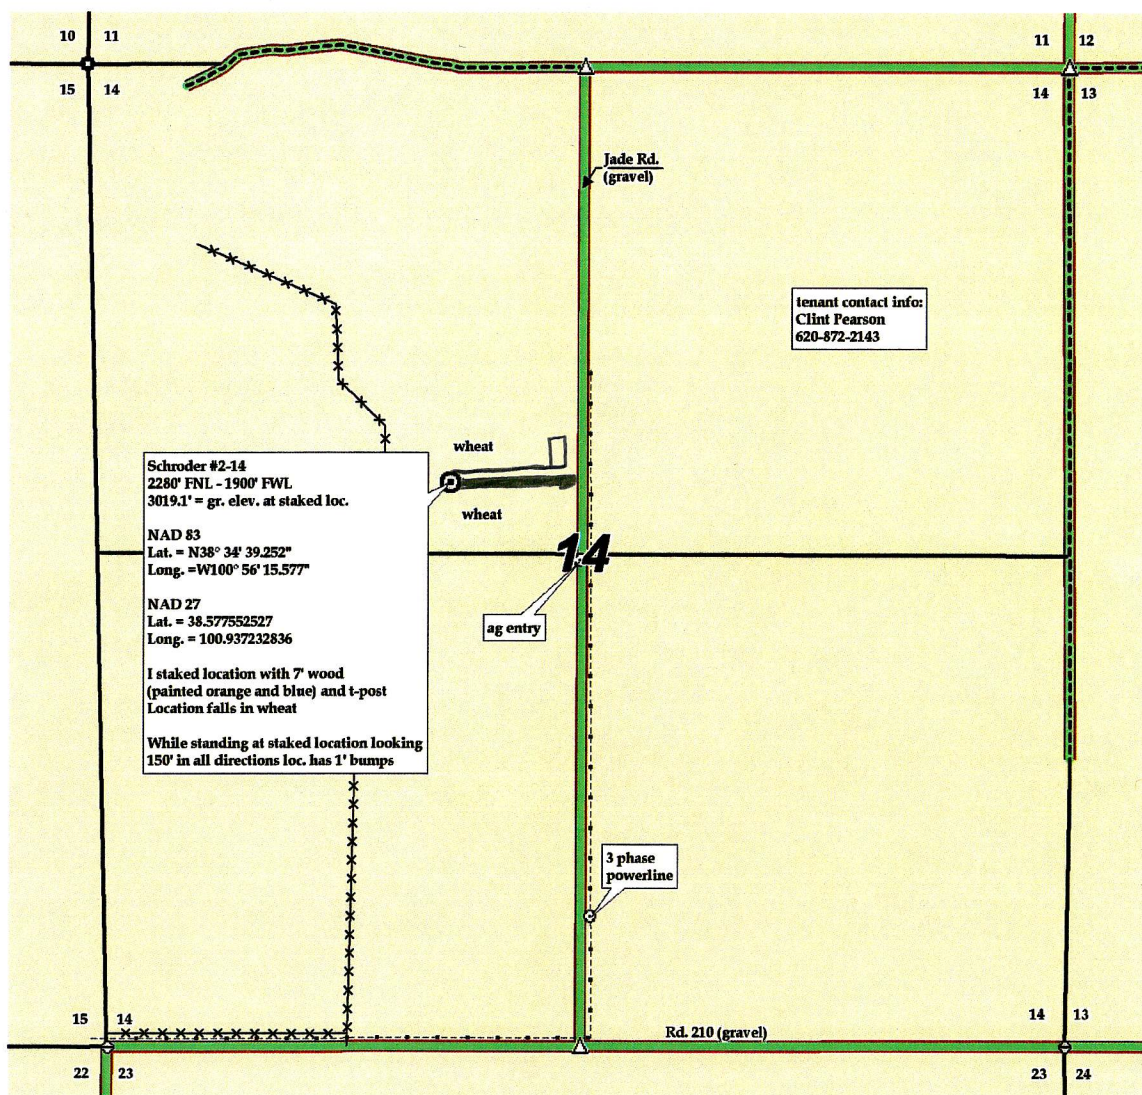 10 11
11 12
15 14
14 13
Jade Rd.
(gravel)
tenant contact info:
Clint Pearson
620-872-2143
wheat
Schroder #2-14
2280' FNL - 1900' FWL
3019.1' = gr. elev. at staked loc.
NAD 83
Lat. = N38° 34' 39.252"
Long. =W100° 56' 15.577"
NAD 27
Lat. = 38.577552527
Long. = 100.937232836
I staked location with 7' wood
(painted orange and blue) and t-post
Location falls in wheat
While standing at staked location looking
150' in all directions loc. has 1' bumps
wheat
14
ag entry
3 phase
powerline
15 14
14 13
Rd. 210 (gravel)
22 23
23 24